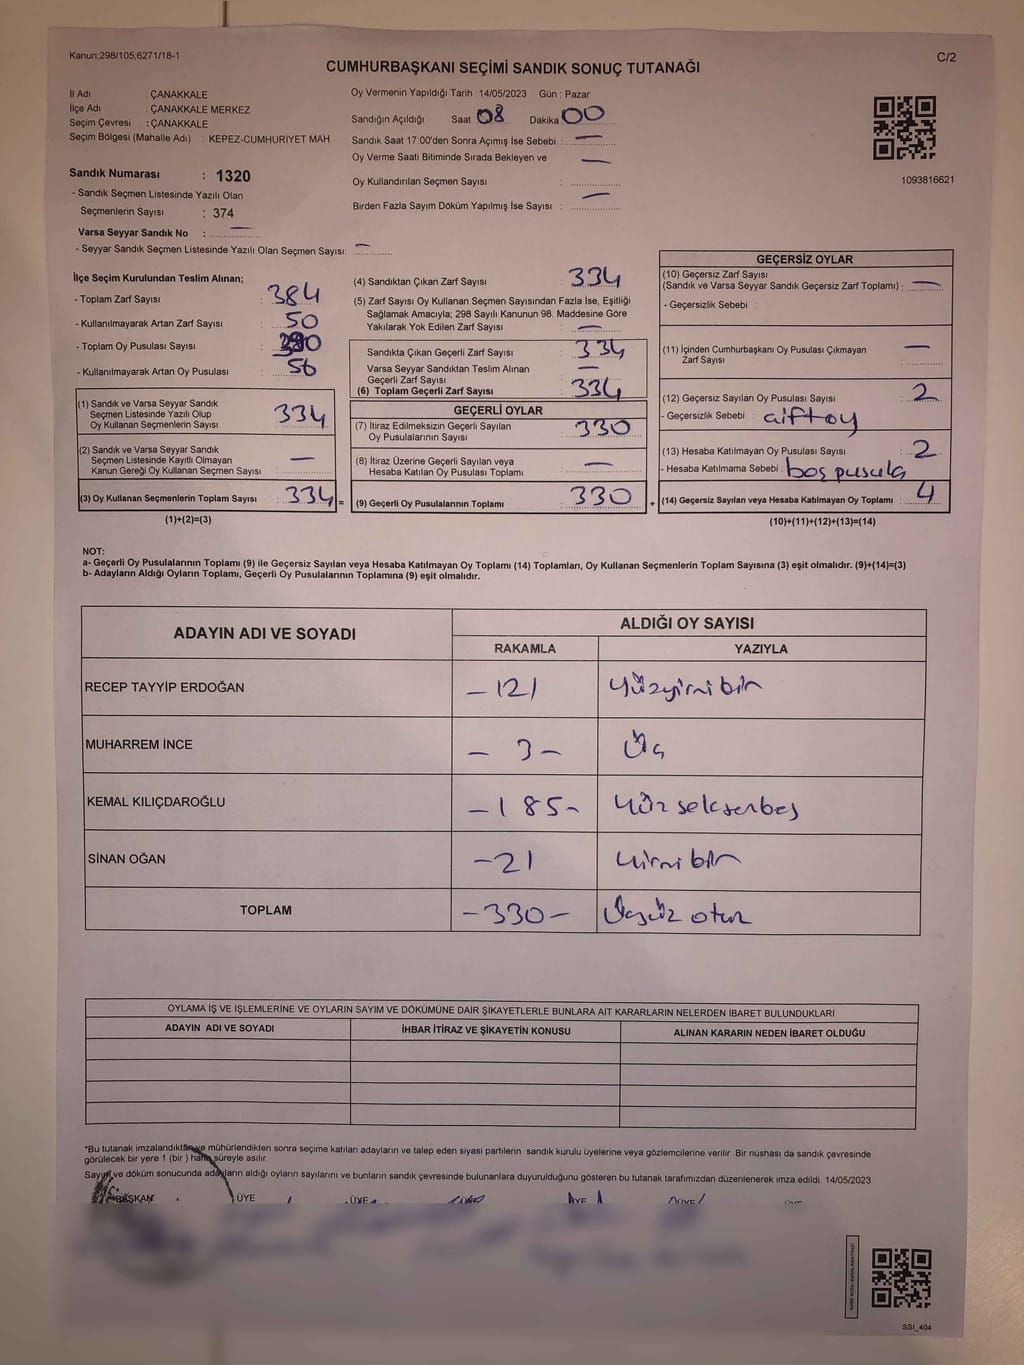 Kanun;298/105;6271/18-1
C/2
CUMHURBAŞKANI SEÇİMİ SANDIK SONUÇ TUTANAĞI
İl Adı : ÇANAKKALE
İlçe Adı : ÇANAKKALE MERKEZ
Seçim Çevresi : ÇANAKKALE
Seçim Bölgesi (Mahalle Adı) : KEPEZ-CUMHURİYET MAH
Sandık Numarası : 1320
- Sandık Seçmen Listesinde Yazılı Olan
Seçmenlerin Sayısı : 374
Varsa Seyyar Sandık No : —
- Seyyar Sandık Seçmen Listesinde Yazılı Olan Seçmen Sayısı: —
Oy Vermenin Yapıldığı Tarih : 14/05/2023 Gün : Pazar
Sandığın Açıldığı Saat 08 Dakika 00
Sandık Saat 17:00'den Sonra Açımış İse Sebebi : —
Oy Verme Saati Bitiminde Sırada Bekleyen ve —
Oy Kullandırılan Seçmen Sayısı :
Birden Fazla Sayım Döküm Yapılmış İse Sayısı : —
1093816621
İlçe Seçim Kurulundan Teslim Alınan;
- Toplam Zarf Sayısı : 384
- Kullanılmayarak Artan Zarf Sayısı : 50
- Toplam Oy Pusulası Sayısı :
- Kullanılmayarak Artan Oy Pusulası : 56
(1) Sandık ve Varsa Seyyar Sandık
Seçmen Listesinde Yazılı Olup
Oy Kullanan Seçmenlerin Sayısı 334
(2) Sandık ve Varsa Seyyar Sandık
Seçmen Listesinde Kayıtlı Olmayan
Kanun Gereği Oy Kullanan Seçmen Sayısı —
(3) Oy Kullanan Seçmenlerin Toplam Sayısı 334 =
(1)+(2)=(3)
(4) Sandıktan Çıkan Zarf Sayısı : 334
(5) Zarf Sayısı Oy Kullanan Seçmen Sayısından Fazla İse, Eşitliği
Sağlamak Amacıyla; 298 Sayılı Kanunun 98. Maddesine Göre
Yakılarak Yok Edilen Zarf Sayısı : —
Sandıkta Çıkan Geçerli Zarf Sayısı : 334
Varsa Seyyar Sandıktan Teslim Alınan
Geçerli Zarf Sayısı : —
(6) Toplam Geçerli Zarf Sayısı : 334
GEÇERLİ OYLAR
(7) İtiraz Edilmeksizin Geçerli Sayılan
Oy Pusulalarının Sayısı : 330
(8) İtiraz Üzerine Geçerli Sayılan veya
Hesaba Katılan Oy Pusulası Toplamı : —
(9) Geçerli Oy Pusulalarının Toplamı : 330 +
GEÇERSİZ OYLAR
(10) Geçersiz Zarf Sayısı
(Sandık ve Varsa Seyyar Sandık Geçersiz Zarf Toplamı) : —
- Geçersizlik Sebebi :
(11) İçinden Cumhurbaşkanı Oy Pusulası Çıkmayan
Zarf Sayısı —
(12) Geçersiz Sayılan Oy Pusulası Sayısı : 2
- Geçersizlik Sebebi : aiftoy
(13) Hesaba Katılmayan Oy Pusulası Sayısı : 2
- Hesaba Katılmama Sebebi : boş pusula
(14) Geçersiz Sayılan veya Hesaba Katılmayan Oy Toplamı : 4
(10)+(11)+(12)+(13)=(14)
NOT:
a- Geçerli Oy Pusulalarının Toplamı (9) ile Geçersiz Sayılan veya Hesaba Katılmayan Oy Toplamı (14) Toplamları, Oy Kullanan Seçmenlerin Toplam Sayısına (3) eşit olmalıdır. (9)+(14)=(3)
b- Adayların Aldığı Oyların Toplamı, Geçerli Oy Pusulalarının Toplamına (9) eşit olmalıdır.
ADAYIN ADI VE SOYADI ALDIĞI OY SAYISI
RAKAMLA YAZIYLA
RECEP TAYYİP ERDOĞAN -121 Yüzyirmibir
MUHARREM İNCE - 3 - Üç
KEMAL KILIÇDAROĞLU -185- Yüzseksenbeş
SİNAN OĞAN -21 Yirmibir
TOPLAM -330- Üçyüz otuz
OYLAMA İŞ VE İŞLEMLERİNE VE OYLARIN SAYIM VE DÖKÜMÜNE DAİR ŞİKAYETLERLE BUNLARA AİT KARARLARIN NELERDEN İBARET BULUNDUKLARI
ADAYIN ADI VE SOYADI İHBAR İTİRAZ VE ŞİKAYETİN KONUSU ALINAN KARARIN NEDEN İBARET OLDUĞU
*Bu tutanak imzalandıktan ve mühürlendikten sonra seçime katılan adayların ve talep eden siyasi partilerin sandık kurulu üyelerine veya gözlemcilerine verilir. Bir nüshası da sandık çevresinde
görülecek bir yere 1 (bir ) hafta süreyle asılır.
Sayım ve döküm sonucunda adayların aldığı oyların sayılarını ve bunların sandık çevresinde bulunanlara duyurulduğunu gösteren bu tutanak tarafımızdan düzenlenerek imza edildi. 14/05/2023
BAŞKAN ÜYE ÜYE ÜYE ÜYE
SSI_404